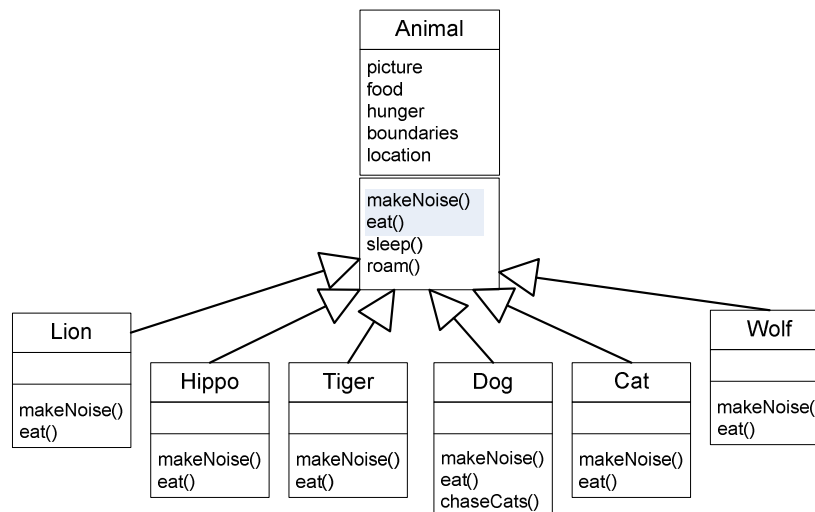 Animal
picture
food
hunger
boundaries
location
makeNoise()
eat()
sleep()
roam()
Lion
makeNoise()
eat()
Hippo
makeNoise()
eat()
Tiger
makeNoise()
eat()
Dog
makeNoise()
eat()
chaseCats()
Cat
makeNoise()
eat()
Wolf
makeNoise(
eat()